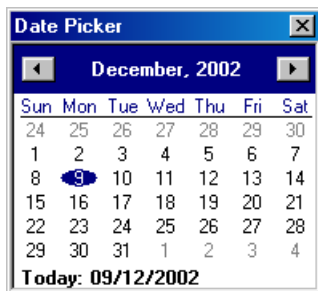 Date Picker
December, 2002
Sun Mon Tue Wed Thu Fri Sat
24 25 26 27 28 29 30
1 2 3 4 5 6 7
8 9 10 11 12 13 14
15 16 17 18 19 20 21
22 23 24 25 26 27 28
29 30 31 1 2 3 4
Today: 09/12/2002